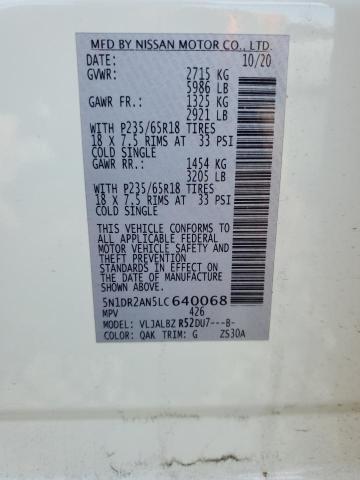 MFD BY NISSAN MOTOR CO., LTD.
DATE: 10/20
GVWR: 2715 KG
5986 LB
GAWR FR.: 1325 KG
2921 LB
WITH P235/65R18 TIRES
18 X 7.5 RIMS AT 33 PSI
COLD SINGLE
GAWR RR.: 1454 KG
3205 LB
WITH P235/65R18 TIRES
18 X 7.5 RIMS AT 33 PSI
COLD SINGLE
THIS VEHICLE CONFORMS TO
ALL APPLICABLE FEDERAL
MOTOR VEHICLE SAFETY AND
THEFT PREVENTION
STANDARDS IN EFFECT ON
THE DATE OF MANUFACTURE
5N1DR2AN5LC640068
MPV 426
MODEL: VLJALBZ R52DU7---B-
COLOR: QAK TRIM: G ZS30A